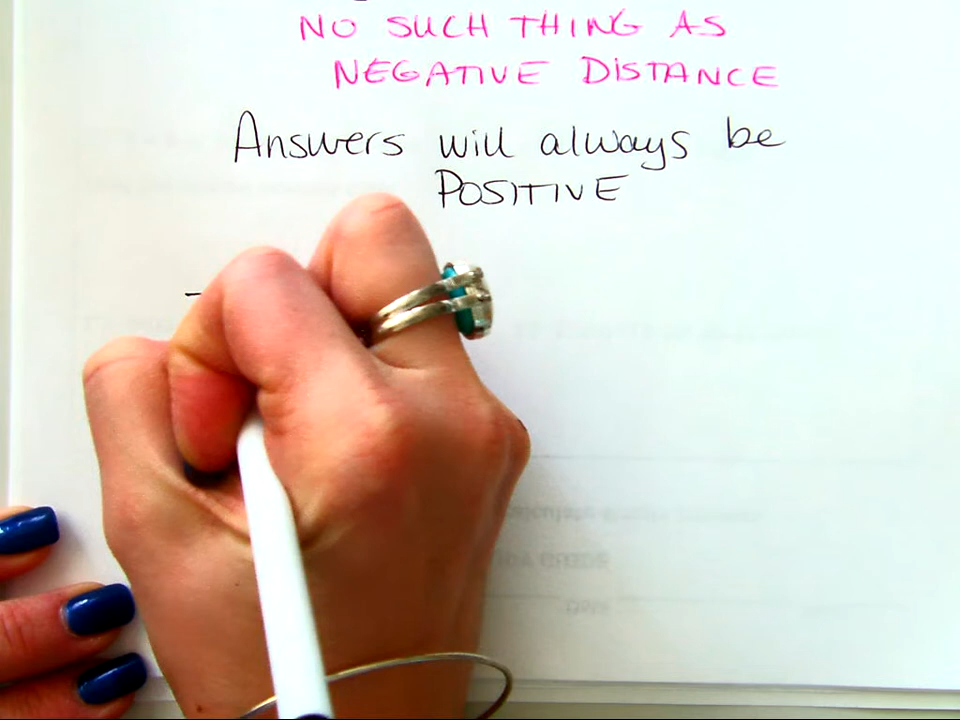 NO SUCH THING AS
NEGATIVE DISTANCE
Answers will always be
POSITIVE